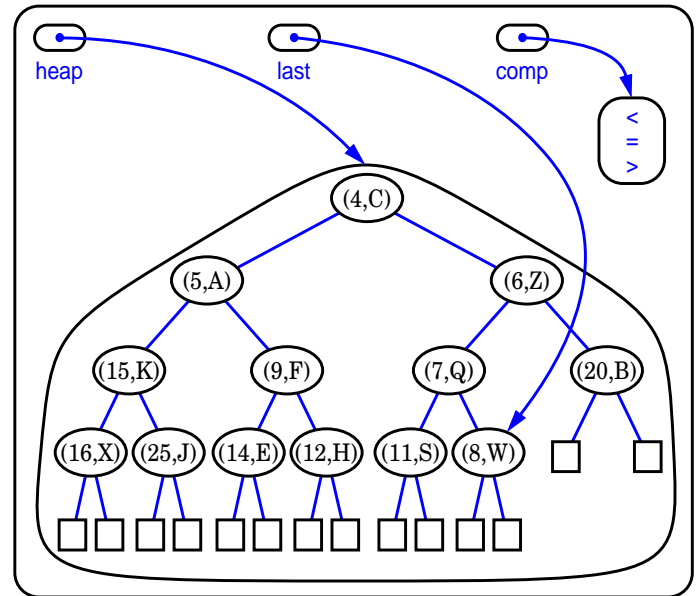 heap last comp
<
=
>
(4,C)
(5,A) (6,Z)
(15,K) (9,F) (7,Q) (20,B)
(16,X) (25,J) (14,E) (12,H) (11,S) (8,W)